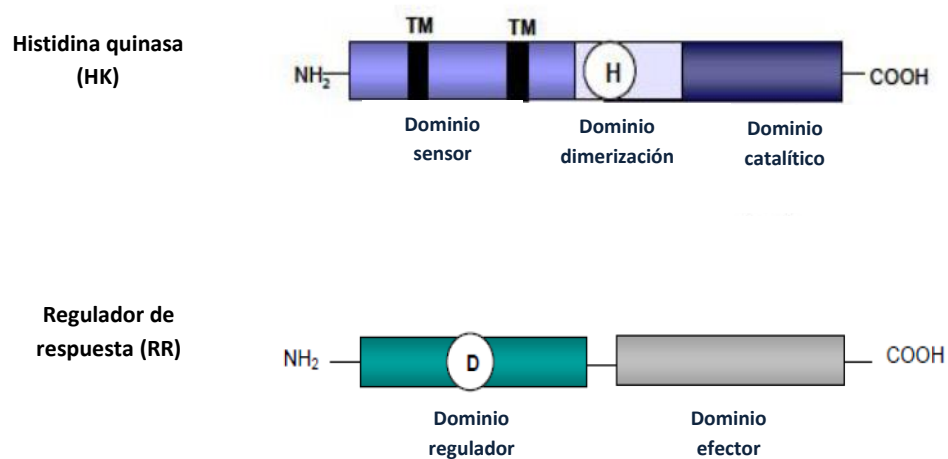 Histidina quinasa
(HK)
TM
TM
NH2
H
COOH
Dominio
sensor
Dominio
dimerización
Dominio
catalítico
Regulador de
respuesta (RR)
NH2
D
COOH
Dominio
regulador
Dominio
efector